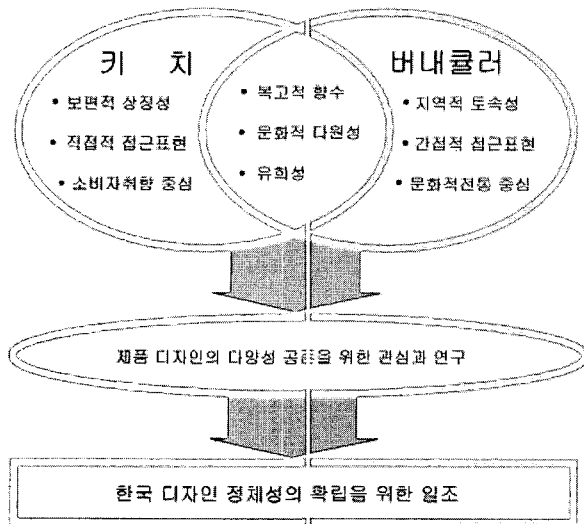 키 치
• 보편적 상징성
• 직접적 접근표현
• 소비자취향 중심
• 복고적 향수
• 문화적 다원성
• 유희성
버내큘러
• 지역적 토속성
• 간접적 접근표현
• 문화적전통 중심
제품 디자인의 다양성 공존을 위한 관심과 연구
한국 디자인 정체성의 확립을 위한 일조